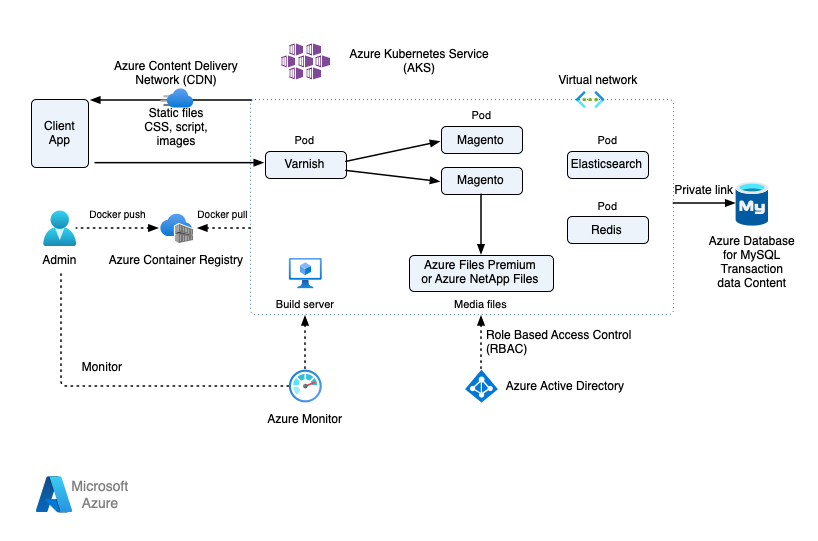 Azure Kubernetes Service
(AKS)
Azure Content Delivery
Network (CDN)
Virtual network
Static files
CSS, script,
images
Client
App
Pod
Varnish
Pod
Magento
Magento
Pod
Elasticsearch
Pod
Redis
Private link
My
Azure Database
for MySQL
Transaction
data Content
Docker push
Docker pull
Admin
Azure Container Registry
Azure Files Premium
or Azure NetApp Files
Build server
Media files
Role Based Access Control
(RBAC)
Monitor
Azure Active Directory
Azure Monitor
Microsoft
Azure